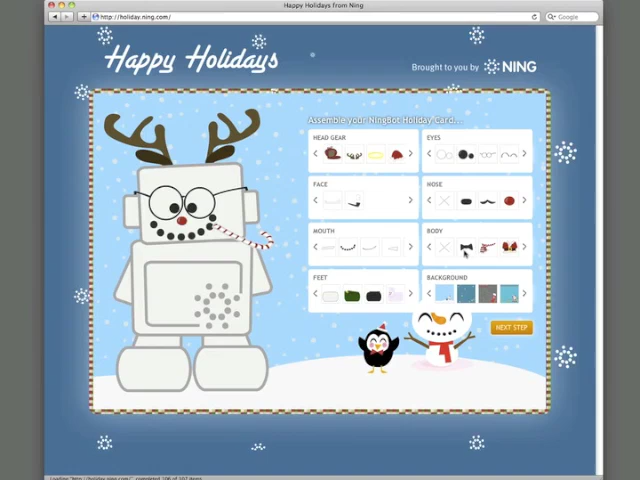 Happy Holidays from Ning
http://holiday.ning.com/
Google
Happy Holidays
Brought to you by NING
Assemble your NingBot Holiday Card...
HEAD GEAR
EYES
FACE
NOSE
MOUTH
BODY
FEET
BACKGROUND
NEXT STEP